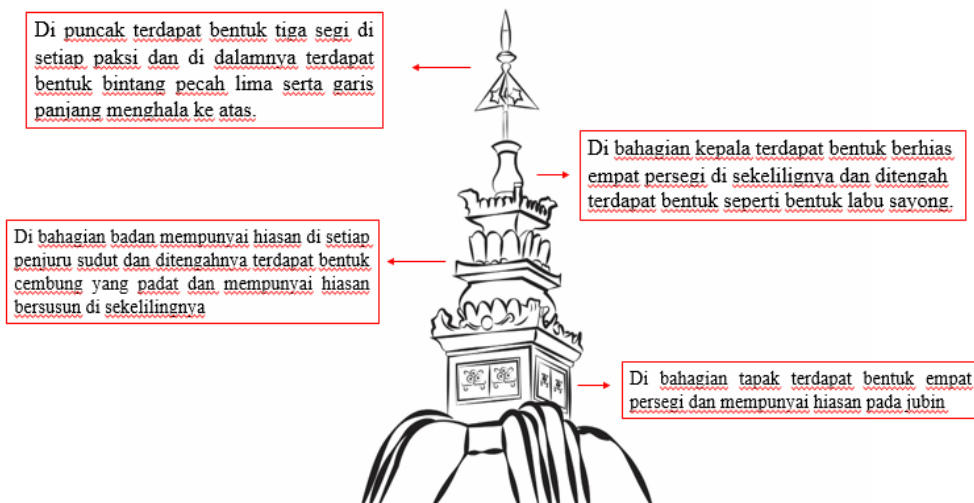 Di puncak terdapat bentuk tiga segi di
setiap paksi dan di dalamnya terdapat
bentuk bintang pecah lima serta garis
panjang menghala ke atas.
Di bahagian kepala terdapat bentuk berhias
empat persegi di sekelilignya dan ditengah
terdapat bentuk seperti bentuk labu sayong.
Di bahagian badan mempunyai hiasan di setiap
penjuru sudut dan ditengahnya terdapat bentuk
cembung yang padat dan mempunyai hiasan
bersusun di sekelilingnya
Di bahagian tapak terdapat bentuk empat
persegi dan mempunyai hiasan pada jubin